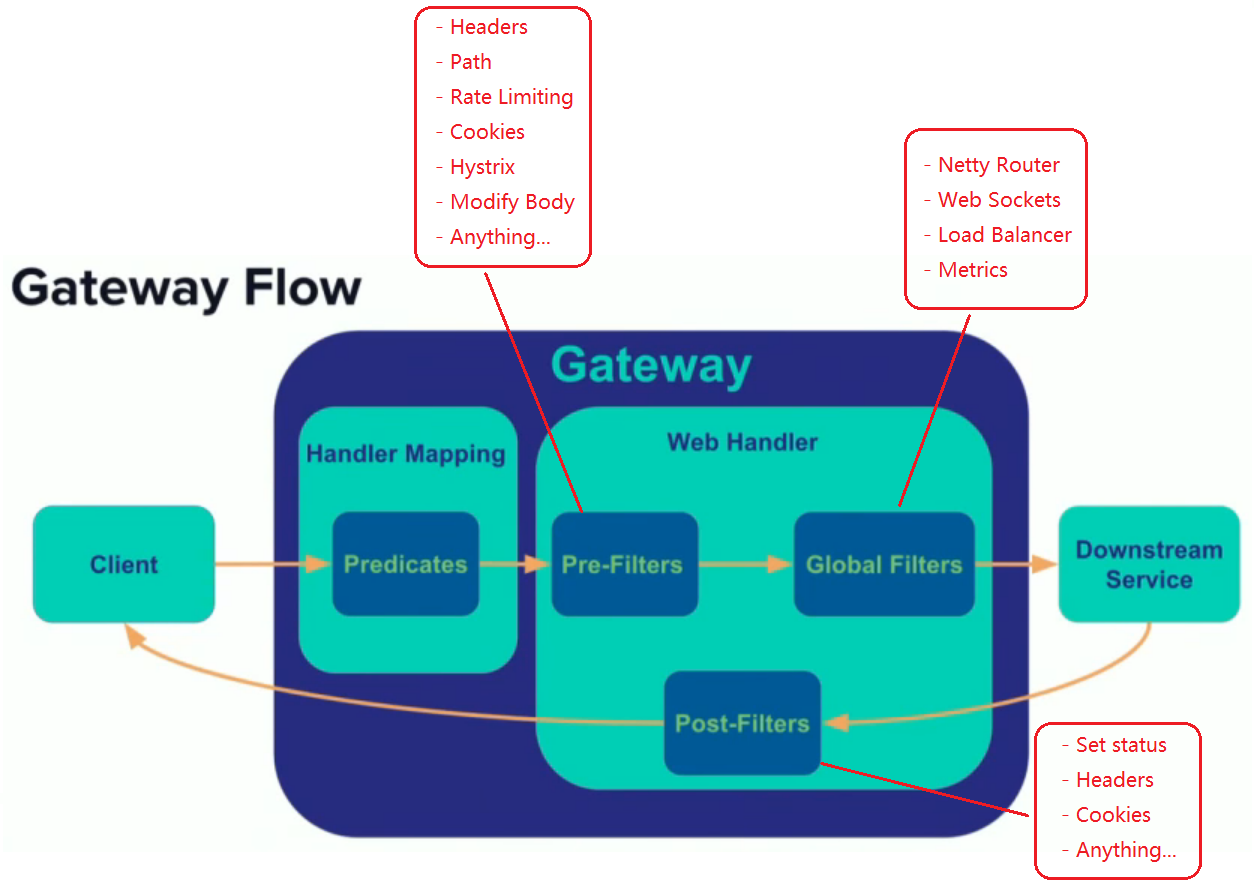 - Headers
- Path
- Rate Limiting
- Cookies
- Hystrix
- Modify Body
- Anything...
- Netty Router
- Web Sockets
- Load Balancer
- Metrics
Gateway Flow
Gateway
Handler Mapping
Web Handler
Client
Predicates
Pre-Filters
Global Filters
Downstream
Service
Post-Filters
- Set status
- Headers
- Cookies
- Anything...